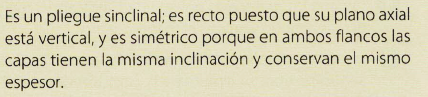 Es un pliegue sinclinal; es recto puesto que su plano axial
está vertical, y es simétrico porque en ambos flancos las
capas tienen la misma inclinación y conservan el mismo
espesor.